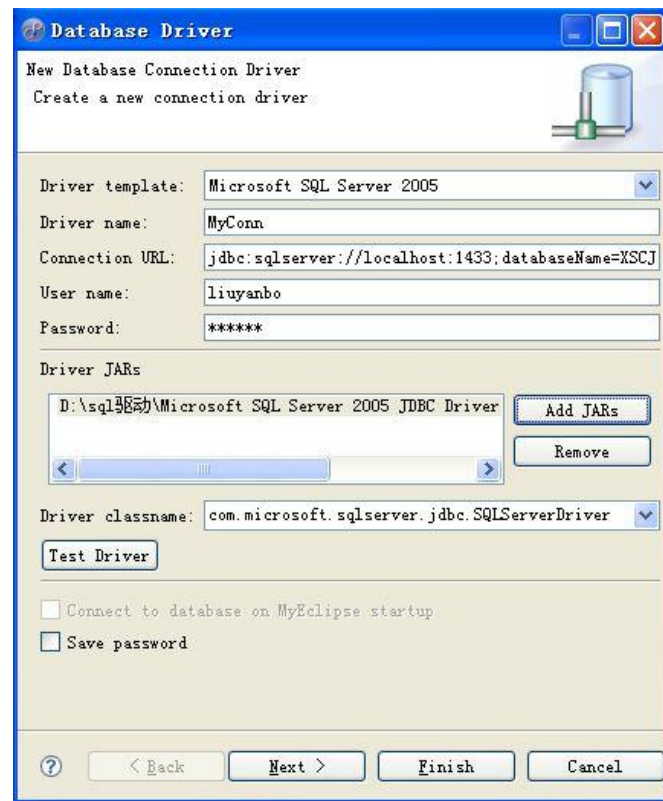 Database Driver
New Database Connection Driver
Create a new connection driver
Driver template: Microsoft SQL Server 2005
Driver name: MyConn
Connection URL: jdbc:sqlserver://localhost:1433;databaseName=XSCJ
User name: liuyanbo
Password: ******
Driver JARs
D:\sql驱动\Microsoft SQL Server 2005 JDBC Driver
Add JARs
Remove
Driver classname: com.microsoft.sqlserver.jdbc.SQLServerDriver
Test Driver
Connect to database on MyEclipse startup
Save password
? < Back Next > Finish Cancel